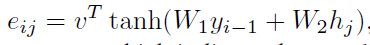 e_{ij} = v^T tanh(W_1 y_{i-1} + W_2 h_j),